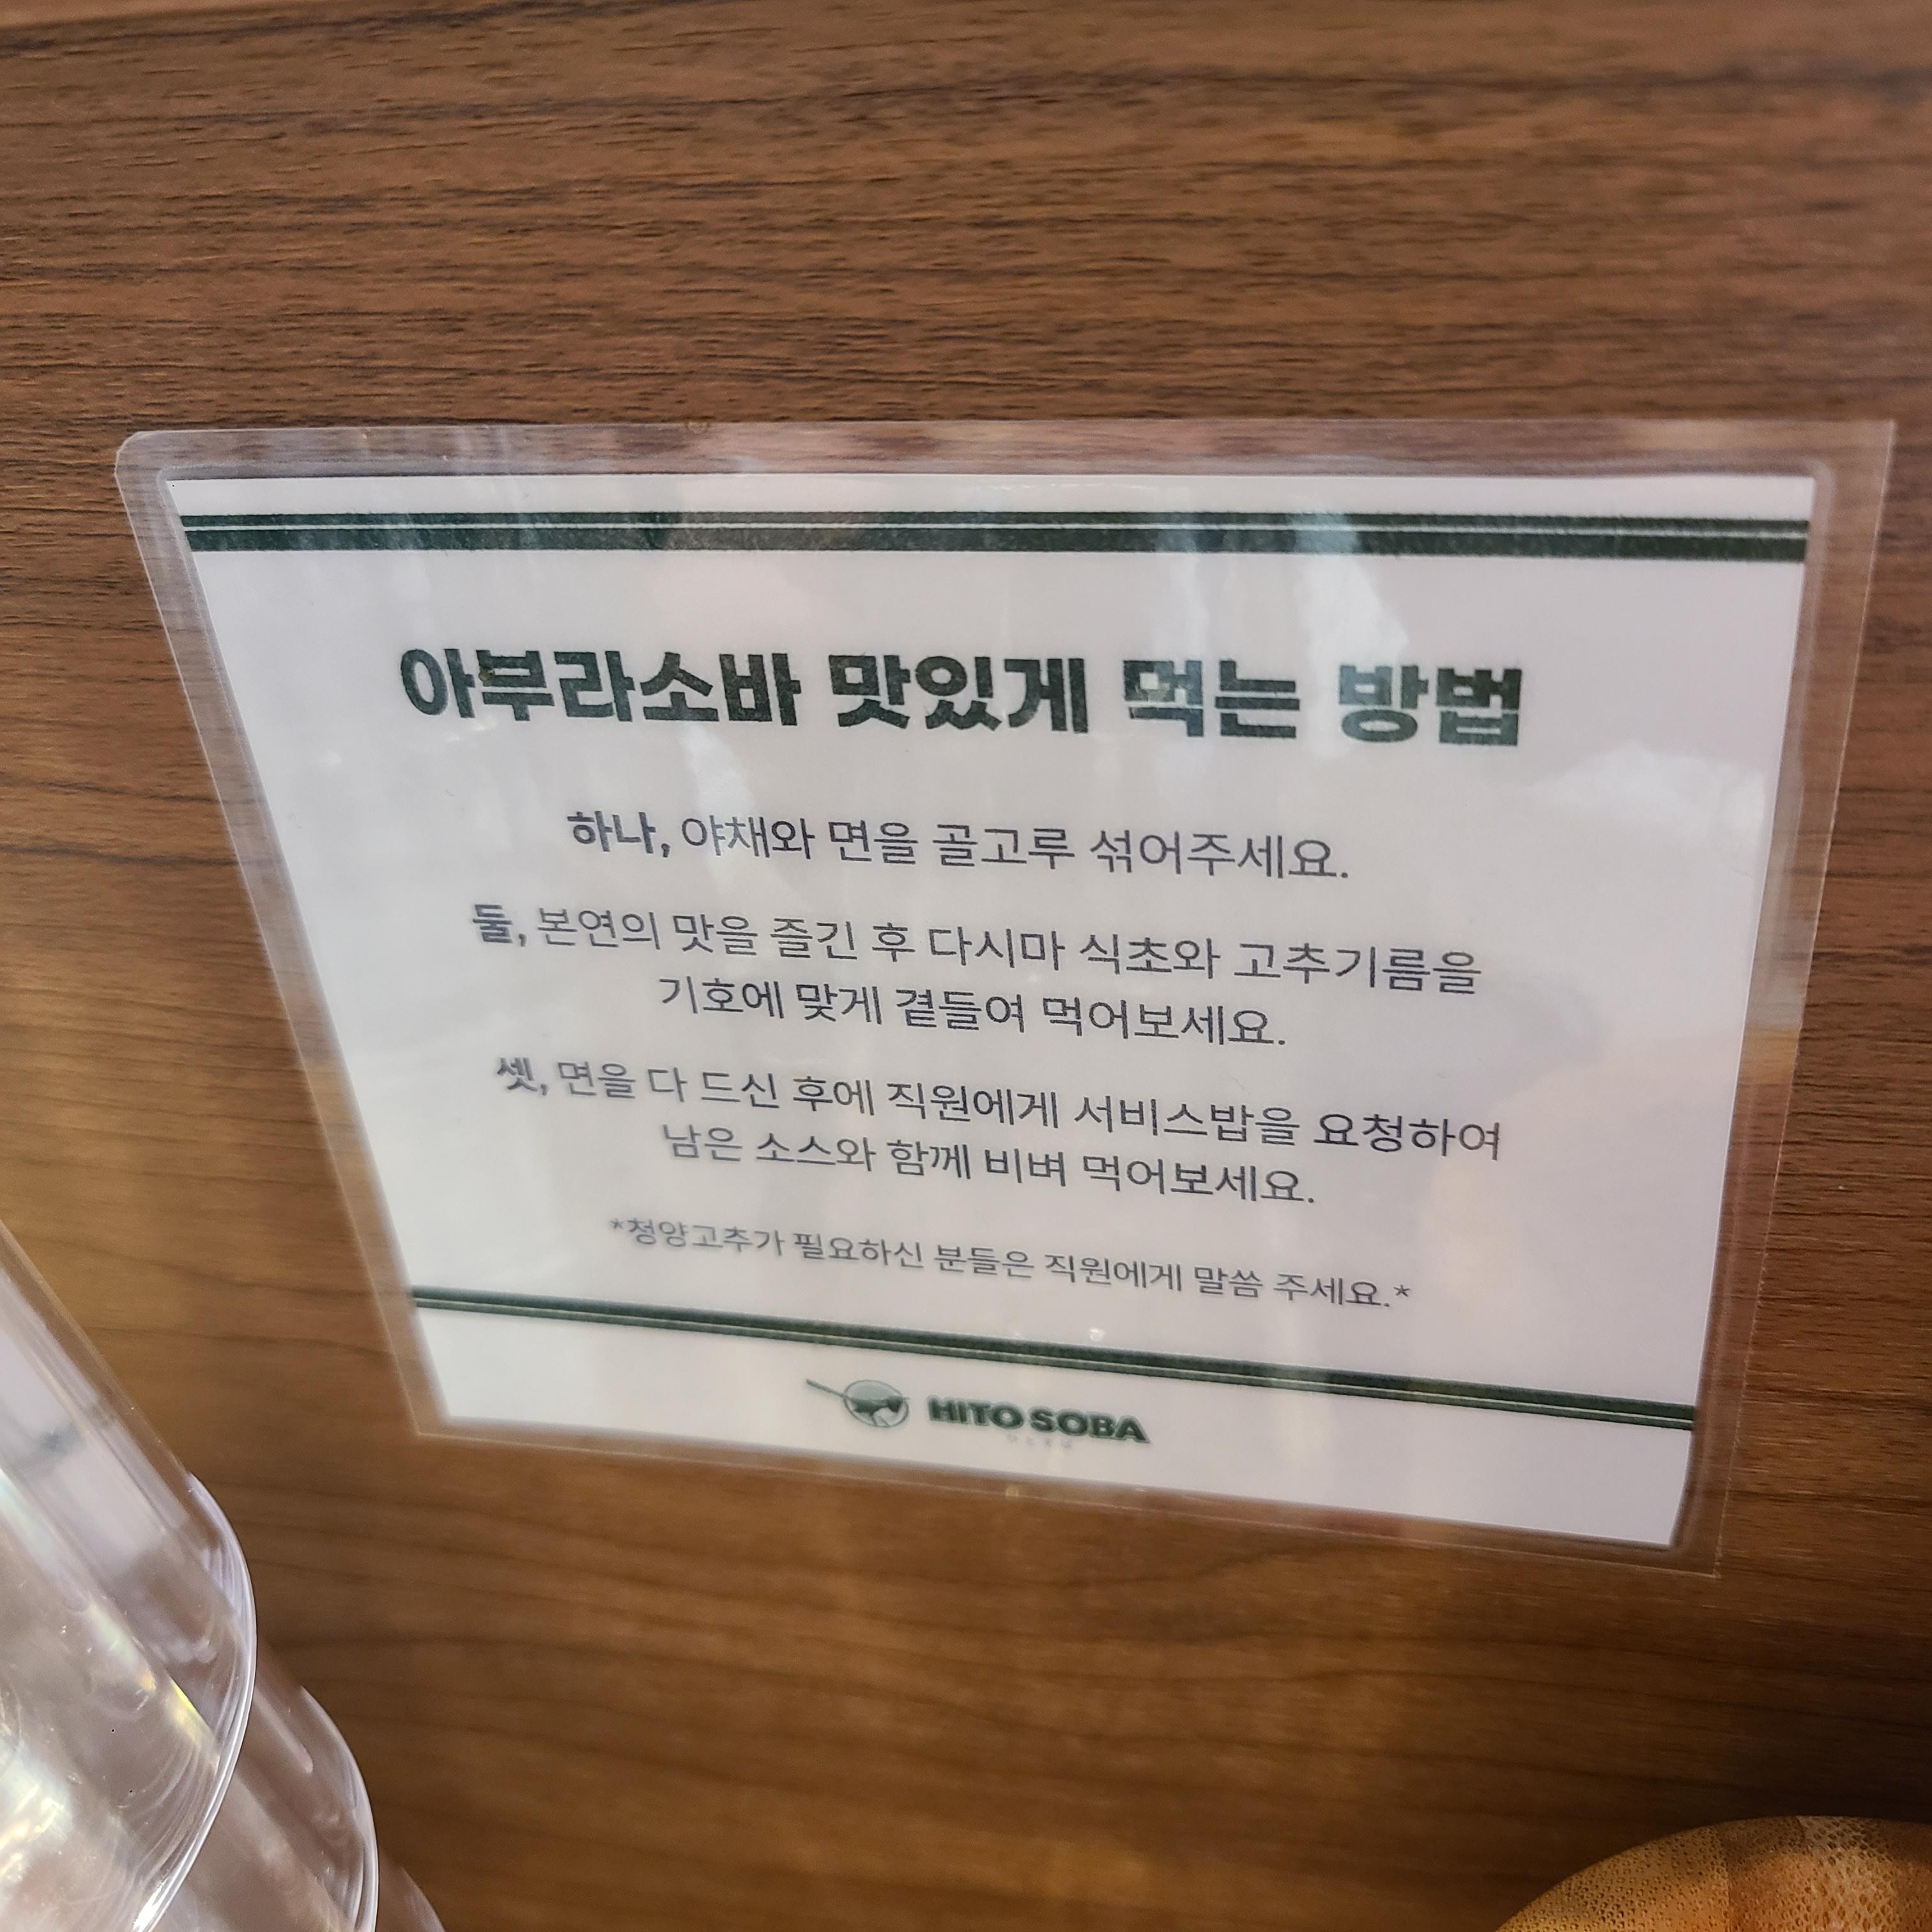 아부라소바 맛있게 먹는 방법
하나, 야채와 면을 골고루 섞어주세요.
둘, 본연의 맛을 즐긴 후 다시마 식초와 고추기름을
기호에 맞게 곁들여 먹어보세요.
셋, 면을 다 드신 후에 직원에게 서비스밥을 요청하여
남은 소스와 함께 비벼 먹어보세요.
*청양고추가 필요하신 분들은 직원에게 말씀 주세요.*
HITO SOBA